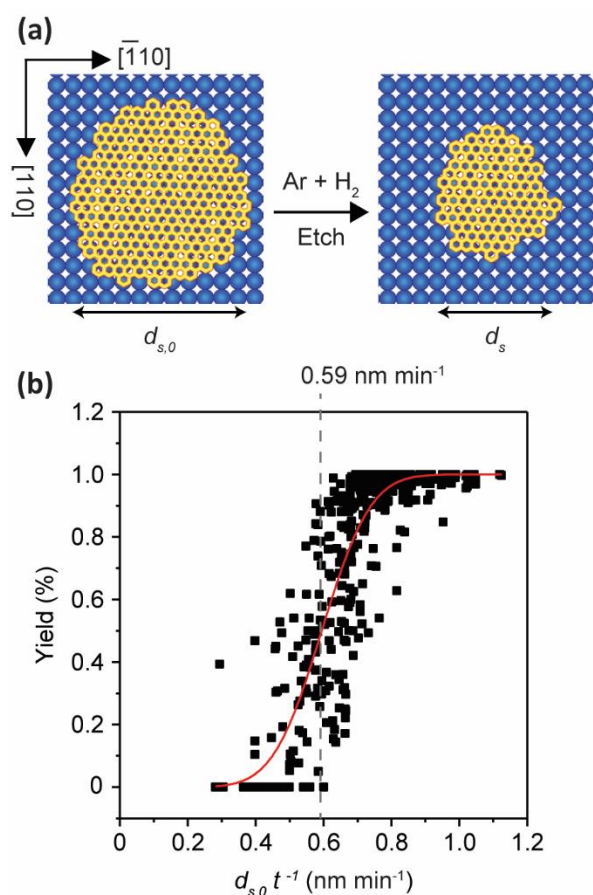 (a)
[1̅10]
[110]
Ar + H₂
Etch
dₛ,₀
dₛ
(b)
0.59 nm min⁻¹
1.2
1.0
0.8
0.6
0.4
0.2
0
Yield (%)
0 0.2 0.4 0.6 0.8 1.0 1.2
dₛ,₀ t⁻¹ (nm min⁻¹)